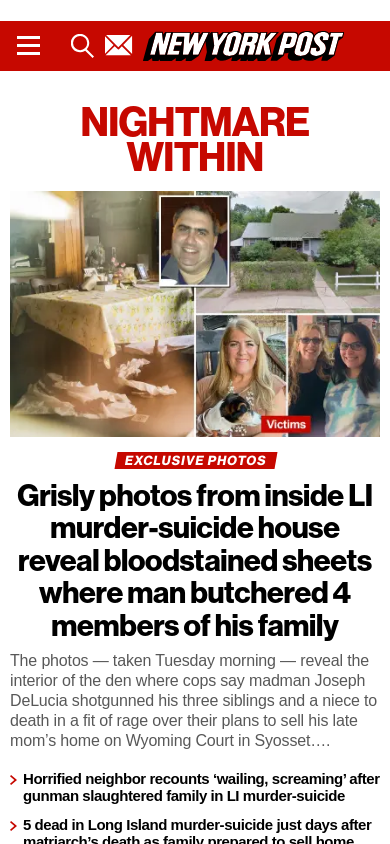 NEW YORK POST
NIGHTMARE
WITHIN
Victims
EXCLUSIVE PHOTOS
Grisly photos from inside LI
murder-suicide house
reveal bloodstained sheets
where man butchered 4
members of his family
The photos — taken Tuesday morning — reveal the
interior of the den where cops say madman Joseph
DeLucia shotgunned his three siblings and a niece to
death in a fit of rage over their plans to sell his late
mom’s home on Wyoming Court in Syosset….
Horrified neighbor recounts ‘wailing, screaming’ after
gunman slaughtered family in LI murder-suicide
5 dead in Long Island murder-suicide just days after
matriarch’s death as family prepared to sell home